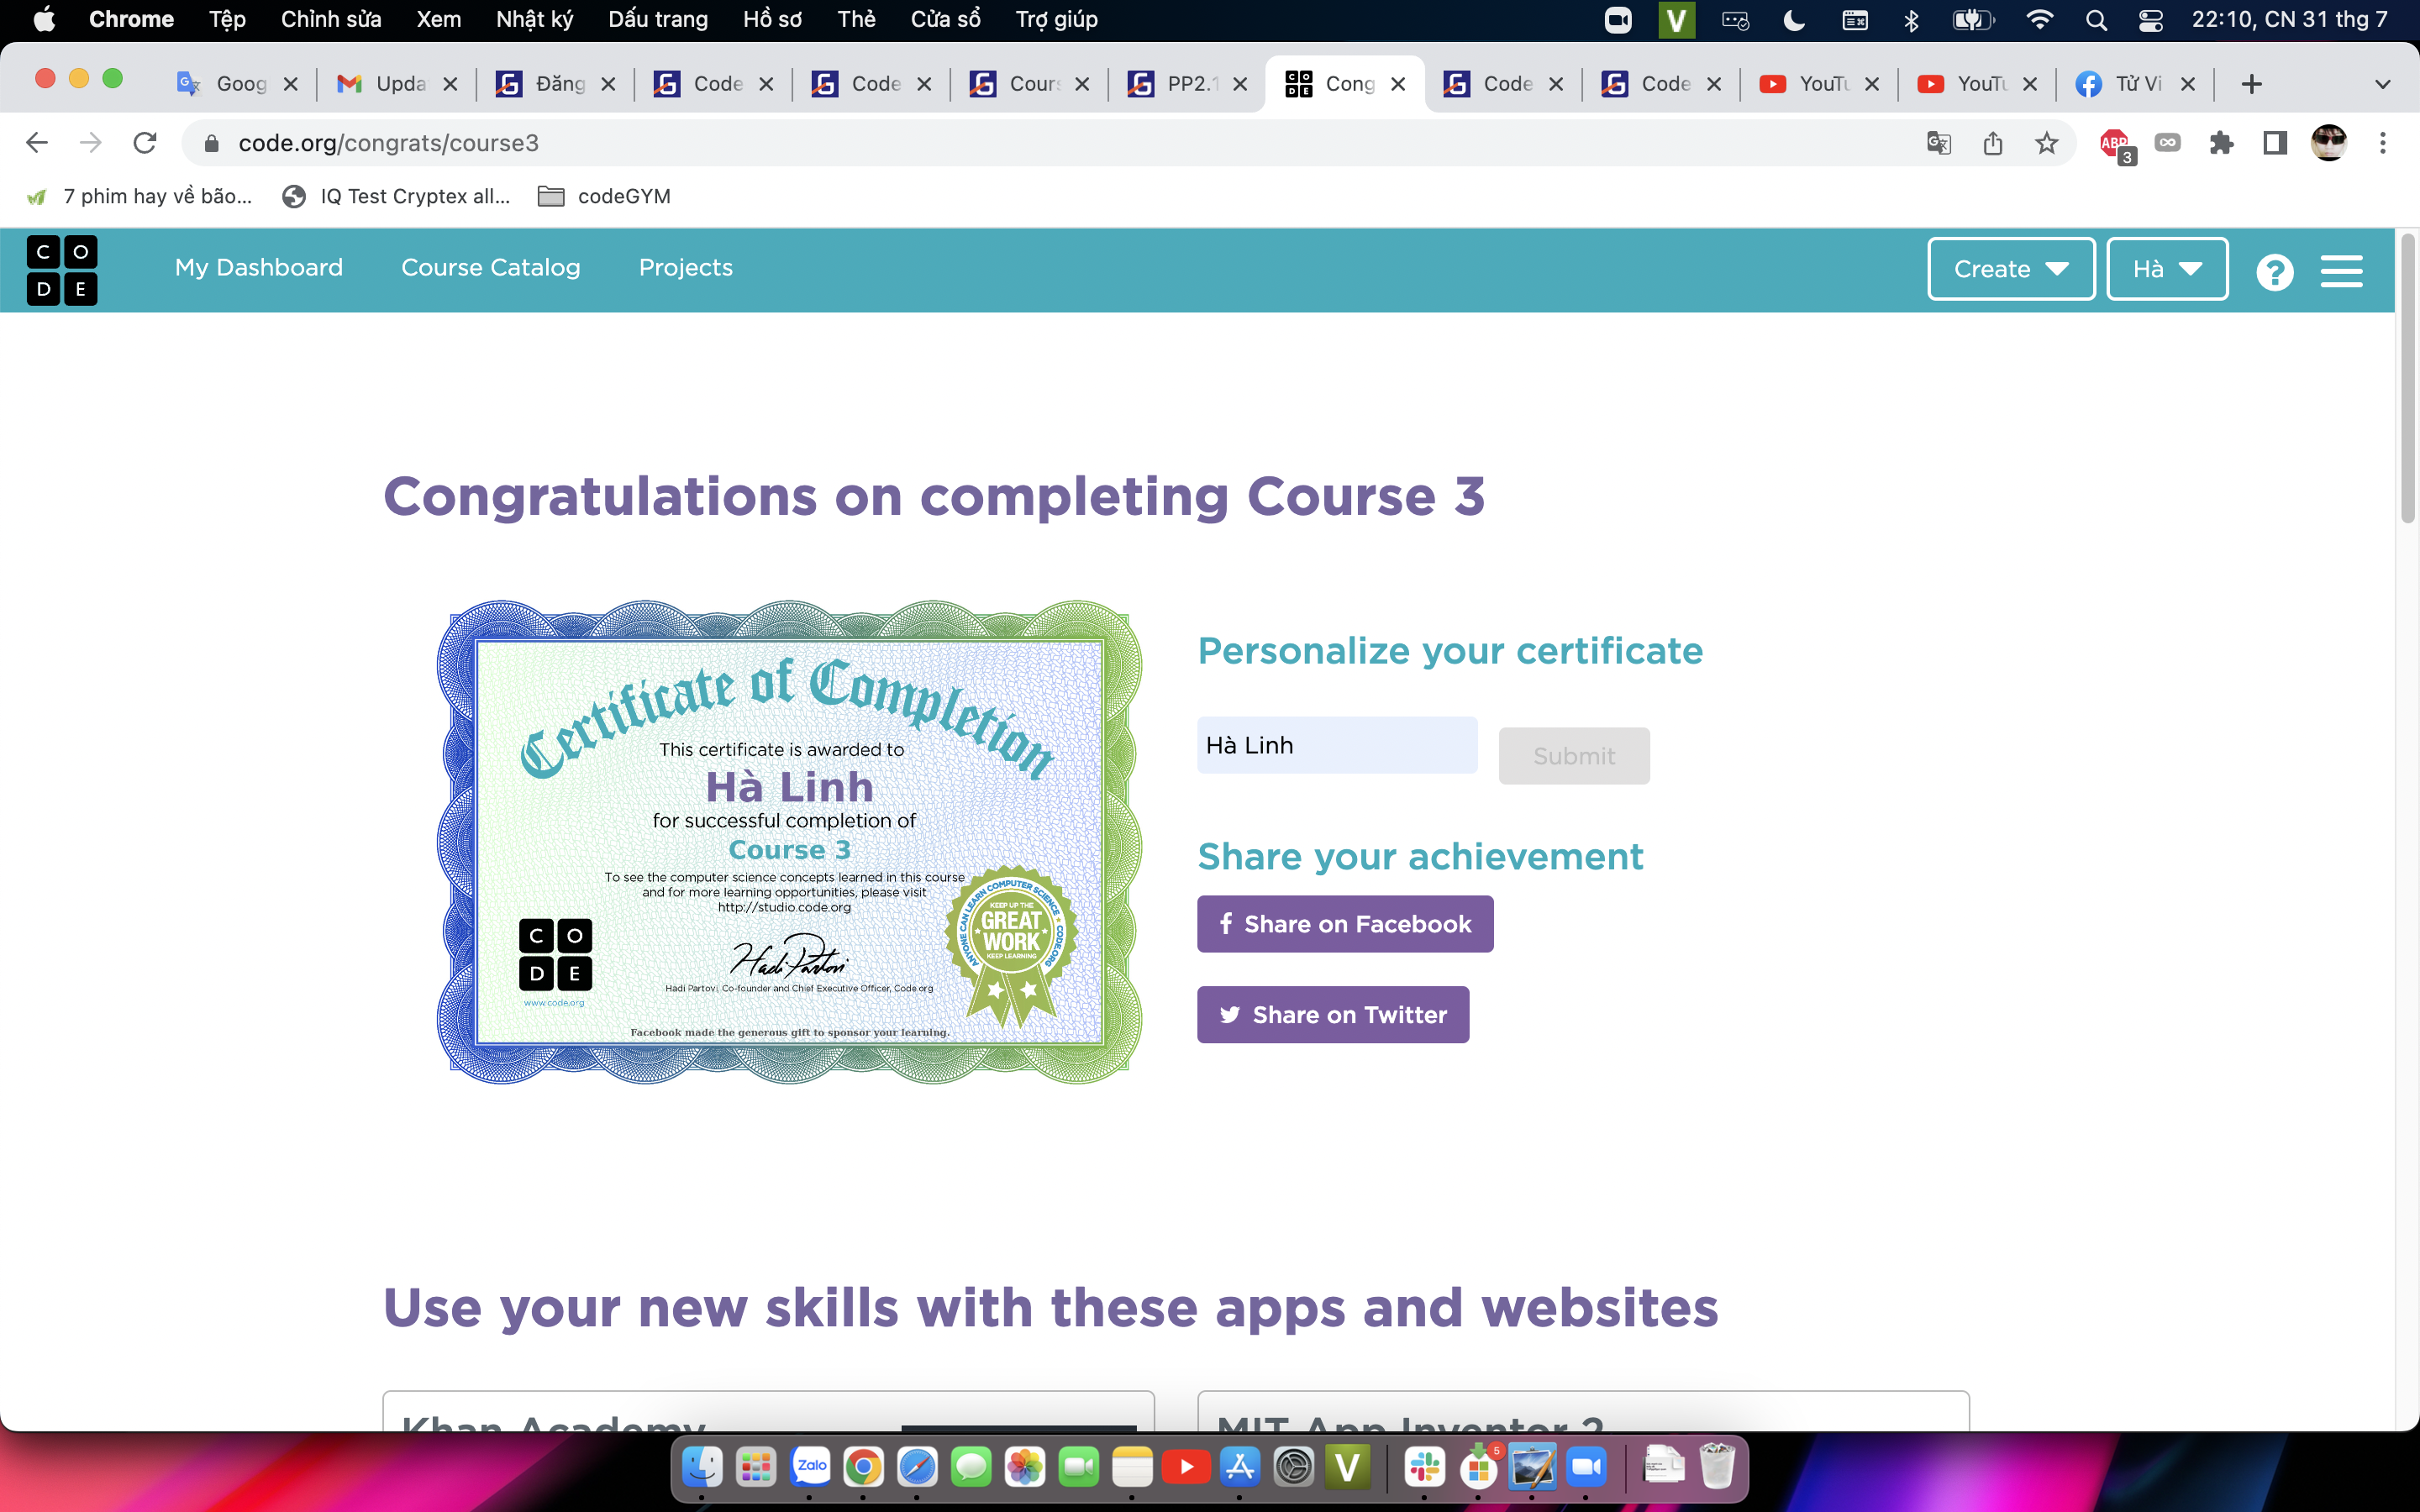 Chrome Tệp Chỉnh sửa Xem Nhật ký Dấu trang Hồ sơ Thẻ Cửa sổ Trợ giúp V 22:10, CN 31 thg 7
Goog Upda Đăng Code Code Cours PP2.1 Cong Code Code YouTu YouTu Tử Vi
code.org/congrats/course3 ABP 3
7 phim hay về bão... IQ Test Cryptex all... codeGYM
C O D E My Dashboard Course Catalog Projects Create Hà ?
Congratulations on completing Course 3
Certificate of Completion
This certificate is awarded to
Hà Linh
for successful completion of
Course 3
To see the computer science concepts learned in this course
and for more learning opportunities, please visit
http://studio.code.org
C O D E
www.code.org
Hadi Partovi
Hadi Partovi, Co-founder and Chief Executive Officer, Code.org
ANYONE CAN LEARN COMPUTER SCIENCE CODE.ORG
KEEP UP THE
GREAT
WORK
KEEP LEARNING
Facebook made the generous gift to sponsor your learning.
Personalize your certificate
Hà Linh Submit
Share your achievement
Share on Facebook
Share on Twitter
Use your new skills with these apps and websites
Khan Academy MIT App Inventor 2
Zalo V 5